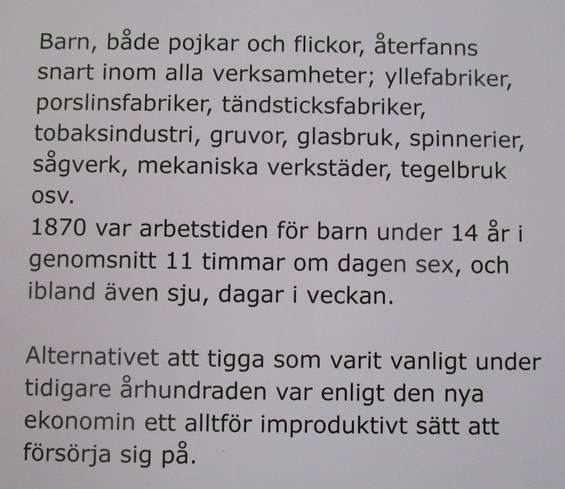 Barn, både pojkar och flickor, återfanns
snart inom alla verksamheter; yllefabriker,
porslinsfabriker, tändsticksfabriker,
tobaksindustri, gruvor, glasbruk, spinnerier,
sågverk, mekaniska verkstäder, tegelbruk
osv.
1870 var arbetstiden för barn under 14 år i
genomsnitt 11 timmar om dagen sex, och
ibland även sju, dagar i veckan.
Alternativet att tigga som varit vanligt under
tidigare århundraden var enligt den nya
ekonomin ett alltför improduktivt sätt att
försörja sig på.